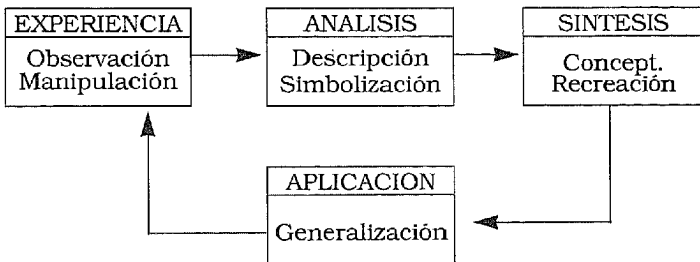 EXPERIENCIA
Observación
Manipulación
ANALISIS
Descripción
Simbolización
SINTESIS
Concept.
Recreación
APLICACION
Generalización